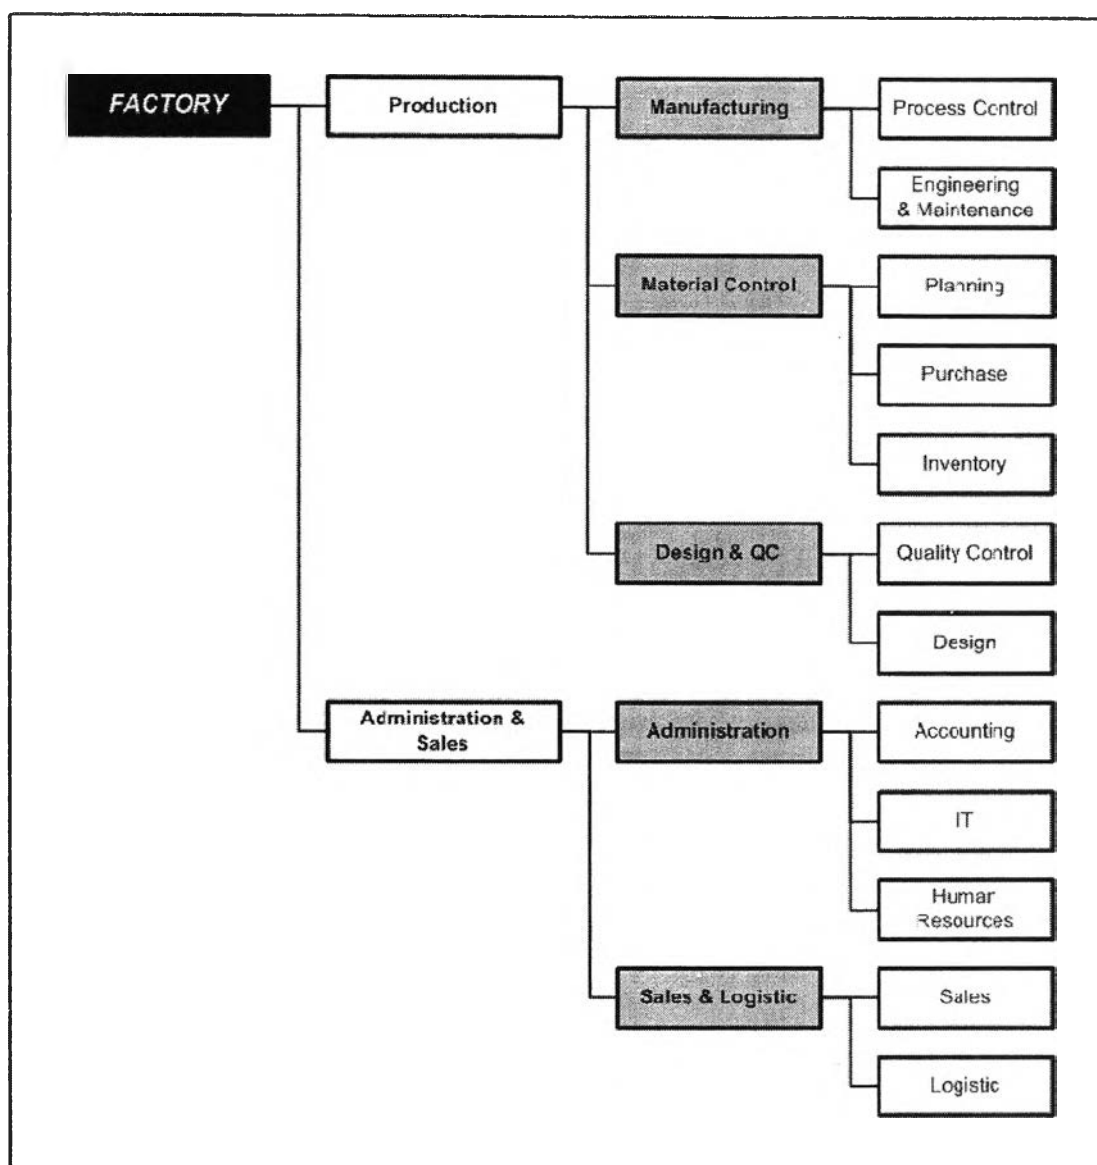 FACTORY
Production
Manufacturing
Process Control
Engineering
& Maintenance
Material Control
Planning
Purchase
Inventory
Design & QC
Quality Control
Design
Administration &
Sales
Administration
Accounting
IT
Human
Resources
Sales & Logistic
Sales
Logistic